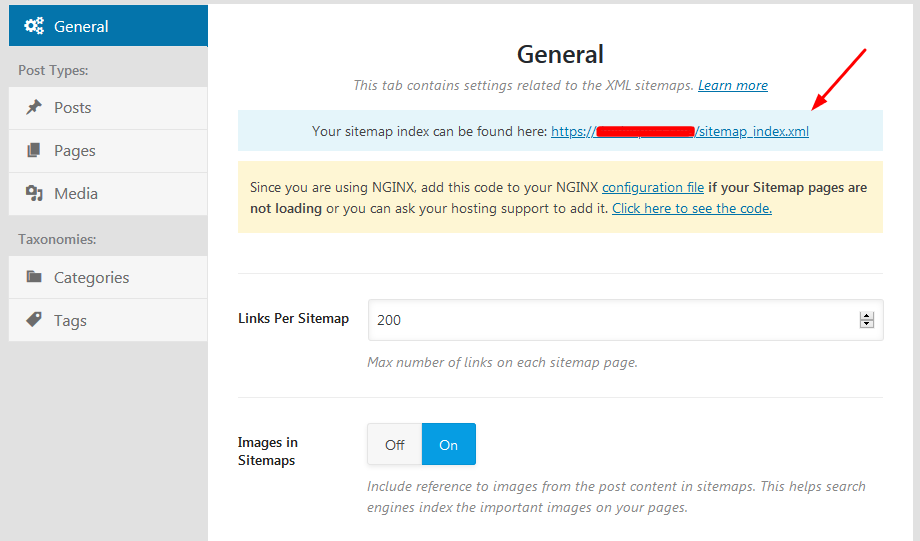 General
Post Types:
Posts
Pages
Media
Taxonomies:
Categories
Tags
General
This tab contains settings related to the XML sitemaps. Learn more
Your sitemap index can be found here: https:///sitemap_index.xml
Since you are using NGINX, add this code to your NGINX configuration file if your Sitemap pages are
not loading or you can ask your hosting support to add it. Click here to see the code.
Links Per Sitemap
200
Max number of links on each sitemap page.
Images in
Sitemaps
Off
On
Include reference to images from the post content in sitemaps. This helps search
engines index the important images on your pages.